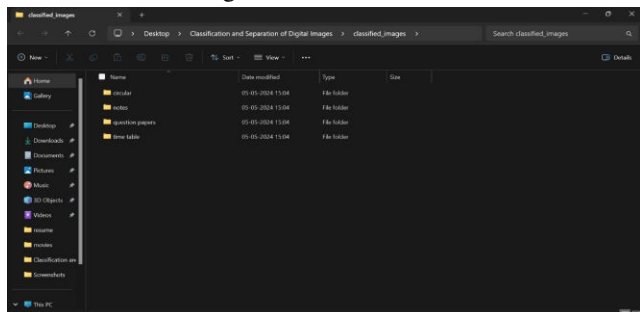 classified_images
Desktop > Classification and Separation of Digital Images > classified_images >
Search classified_images
New
Sort
View
Details
Name
Date modified
Type
Size
circular
05-05-2024 15:04
File folder
notes
05-05-2024 15:04
File folder
question papers
05-05-2024 15:04
File folder
time table
05-05-2024 15:04
File folder
Home
Gallery
Desktop
Downloads
Documents
Pictures
Music
3D Objects
Videos
resume
movies
Classification an
Screenshots
This PC